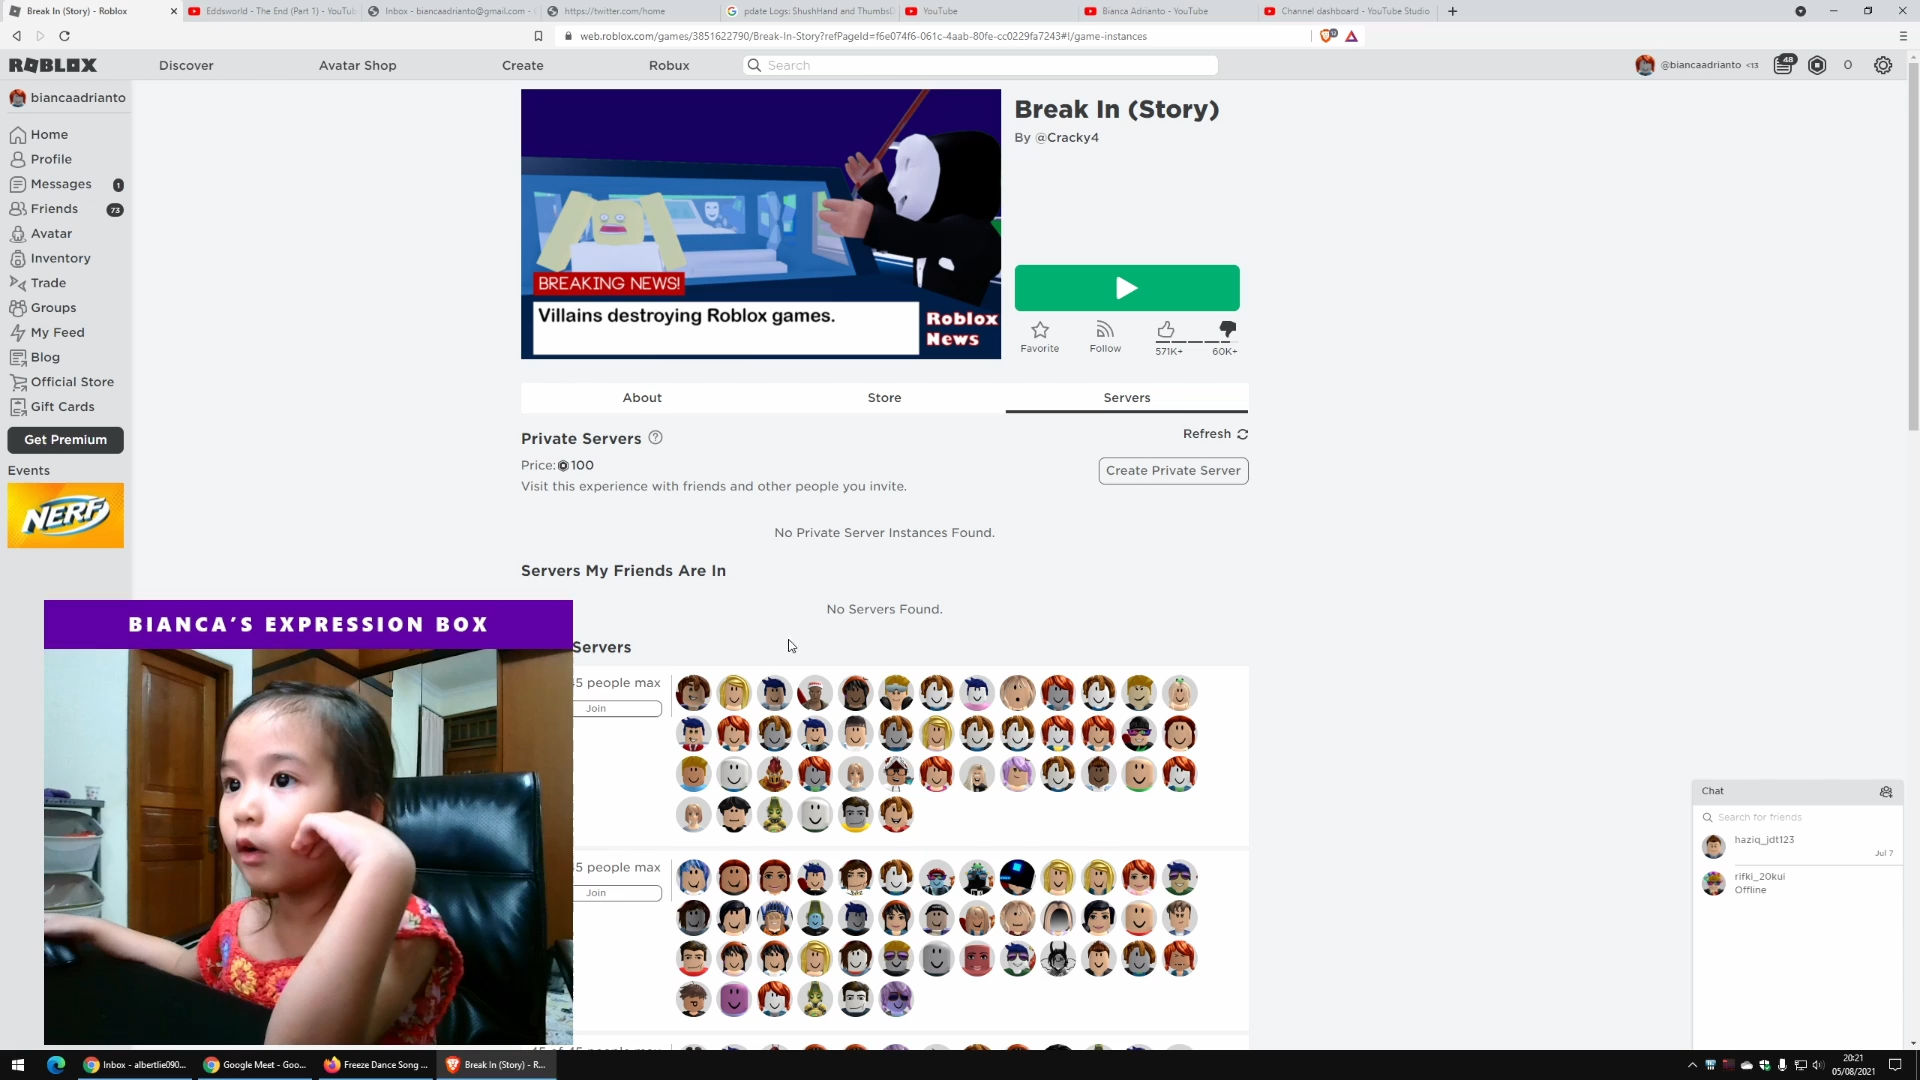 Break In (Story) - Roblox
Eddsworld - The End (Part 1) - YouTu
Inbox - biancaadrianto@gmail.com -
https://twitter.com/home
pdate Logs: ShushHand and Thumbs
YouTube
Bianca Adrianto - YouTube
Channel dashboard - YouTube Studio
web.roblox.com/games/3851622790/Break-In-Story?refPageId=f6e074f6-061c-4aab-80fe-cc0229fa7243#!/game-instances
ROBLOX
Discover
Avatar Shop
Create
Robux
Search
@biancaadrianto <13
48
0
biancaadrianto
Home
Profile
Messages 1
Friends 73
Avatar
Inventory
Trade
Groups
My Feed
Blog
Official Store
Gift Cards
Get Premium
Events
NERF
BREAKING NEWS!
Villains destroying Roblox games.
Roblox
News
Break In (Story)
By @Cracky4
Favorite
Follow
571K+
60K+
About
Store
Servers
Private Servers
Refresh
Price: 100
Create Private Server
Visit this experience with friends and other people you invite.
No Private Server Instances Found.
Servers My Friends Are In
No Servers Found.
Servers
5 people max
Join
5 people max
Join
BIANCA'S EXPRESSION BOX
Chat
Search for friends
haziq_jdt123
Jul 7
rifki_20kui
Offline
Inbox - albertlie090...
Google Meet - Goo...
Freeze Dance Song ...
Break In (Story) - R...
20:21
05/08/2021